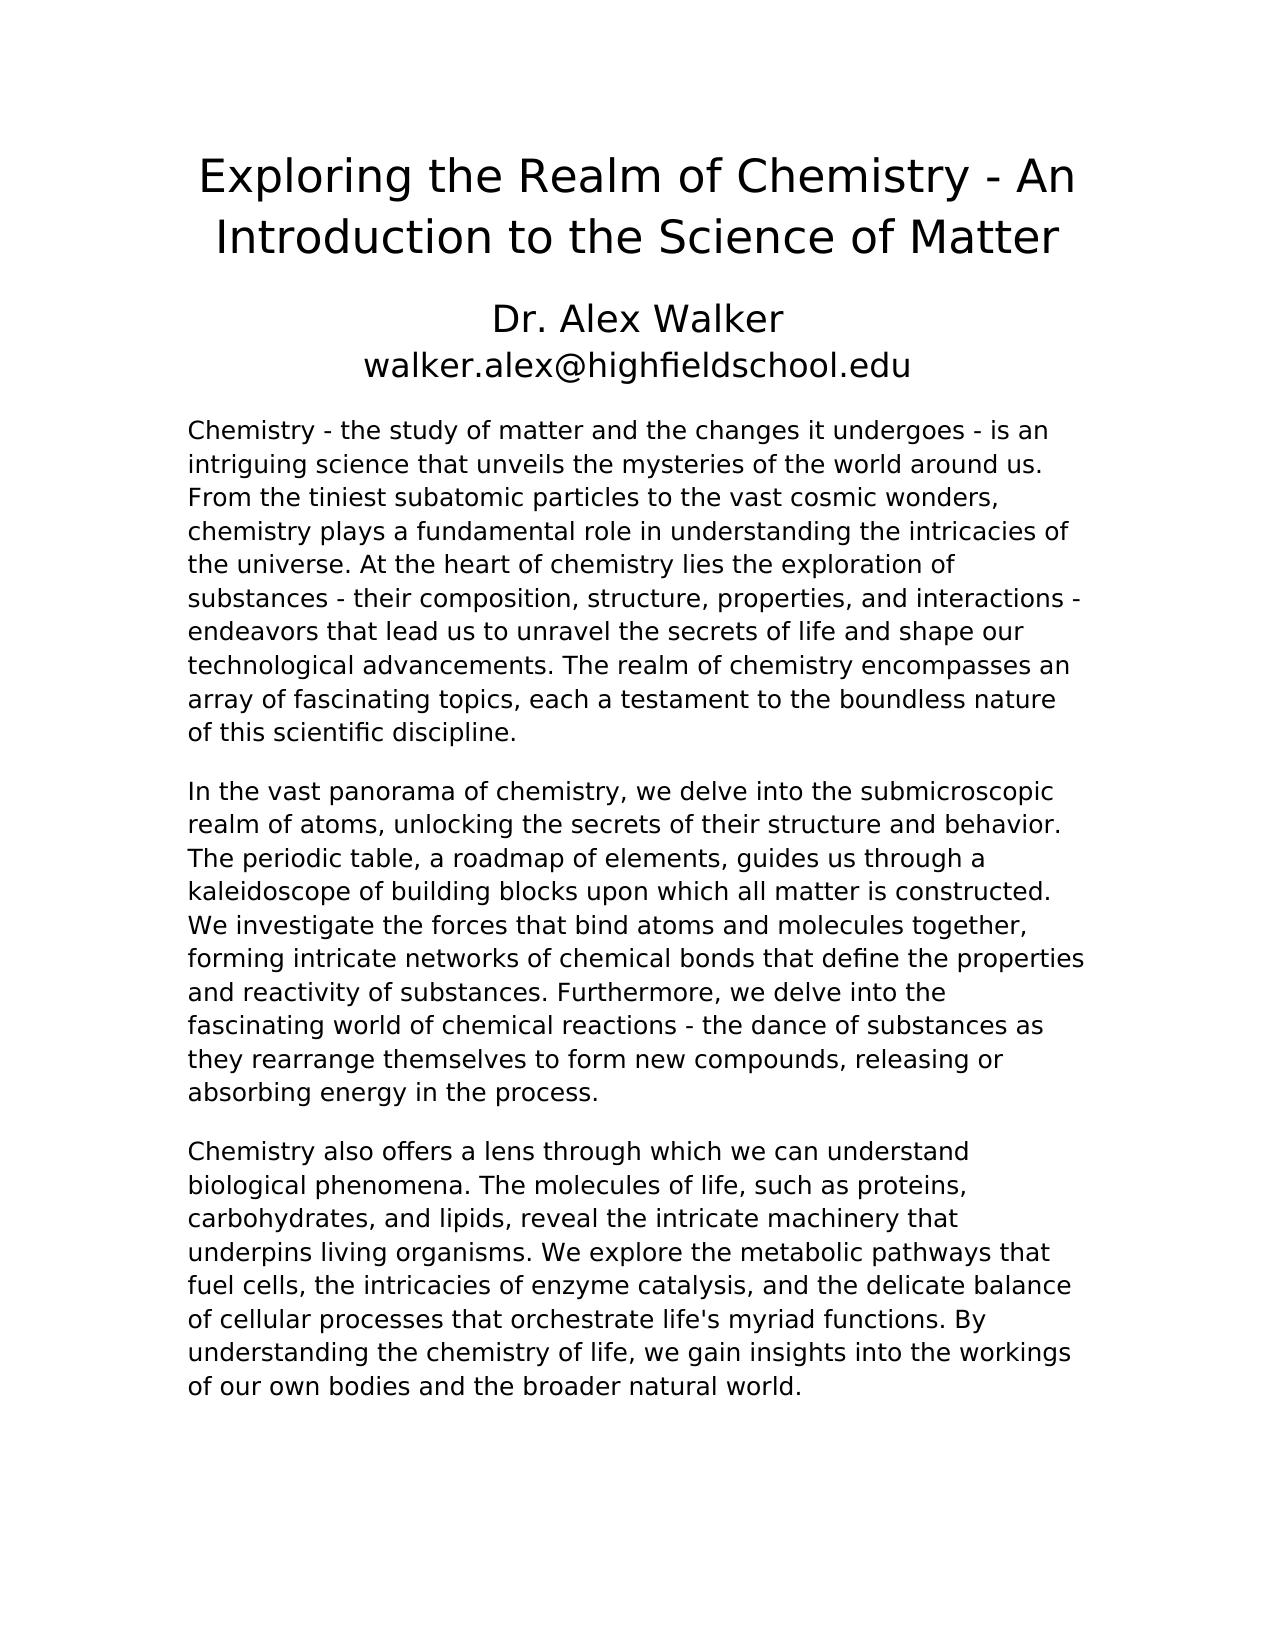 Exploring the Realm of Chemistry - An
Introduction to the Science of Matter
Dr. Alex Walker
walker.alex@highfieldschool.edu
Chemistry - the study of matter and the changes it undergoes - is an
intriguing science that unveils the mysteries of the world around us.
From the tiniest subatomic particles to the vast cosmic wonders,
chemistry plays a fundamental role in understanding the intricacies of
the universe. At the heart of chemistry lies the exploration of
substances - their composition, structure, properties, and interactions -
endeavors that lead us to unravel the secrets of life and shape our
technological advancements. The realm of chemistry encompasses an
array of fascinating topics, each a testament to the boundless nature
of this scientific discipline.
In the vast panorama of chemistry, we delve into the submicroscopic
realm of atoms, unlocking the secrets of their structure and behavior.
The periodic table, a roadmap of elements, guides us through a
kaleidoscope of building blocks upon which all matter is constructed.
We investigate the forces that bind atoms and molecules together,
forming intricate networks of chemical bonds that define the properties
and reactivity of substances. Furthermore, we delve into the
fascinating world of chemical reactions - the dance of substances as
they rearrange themselves to form new compounds, releasing or
absorbing energy in the process.
Chemistry also offers a lens through which we can understand
biological phenomena. The molecules of life, such as proteins,
carbohydrates, and lipids, reveal the intricate machinery that
underpins living organisms. We explore the metabolic pathways that
fuel cells, the intricacies of enzyme catalysis, and the delicate balance
of cellular processes that orchestrate life's myriad functions. By
understanding the chemistry of life, we gain insights into the workings
of our own bodies and the broader natural world.